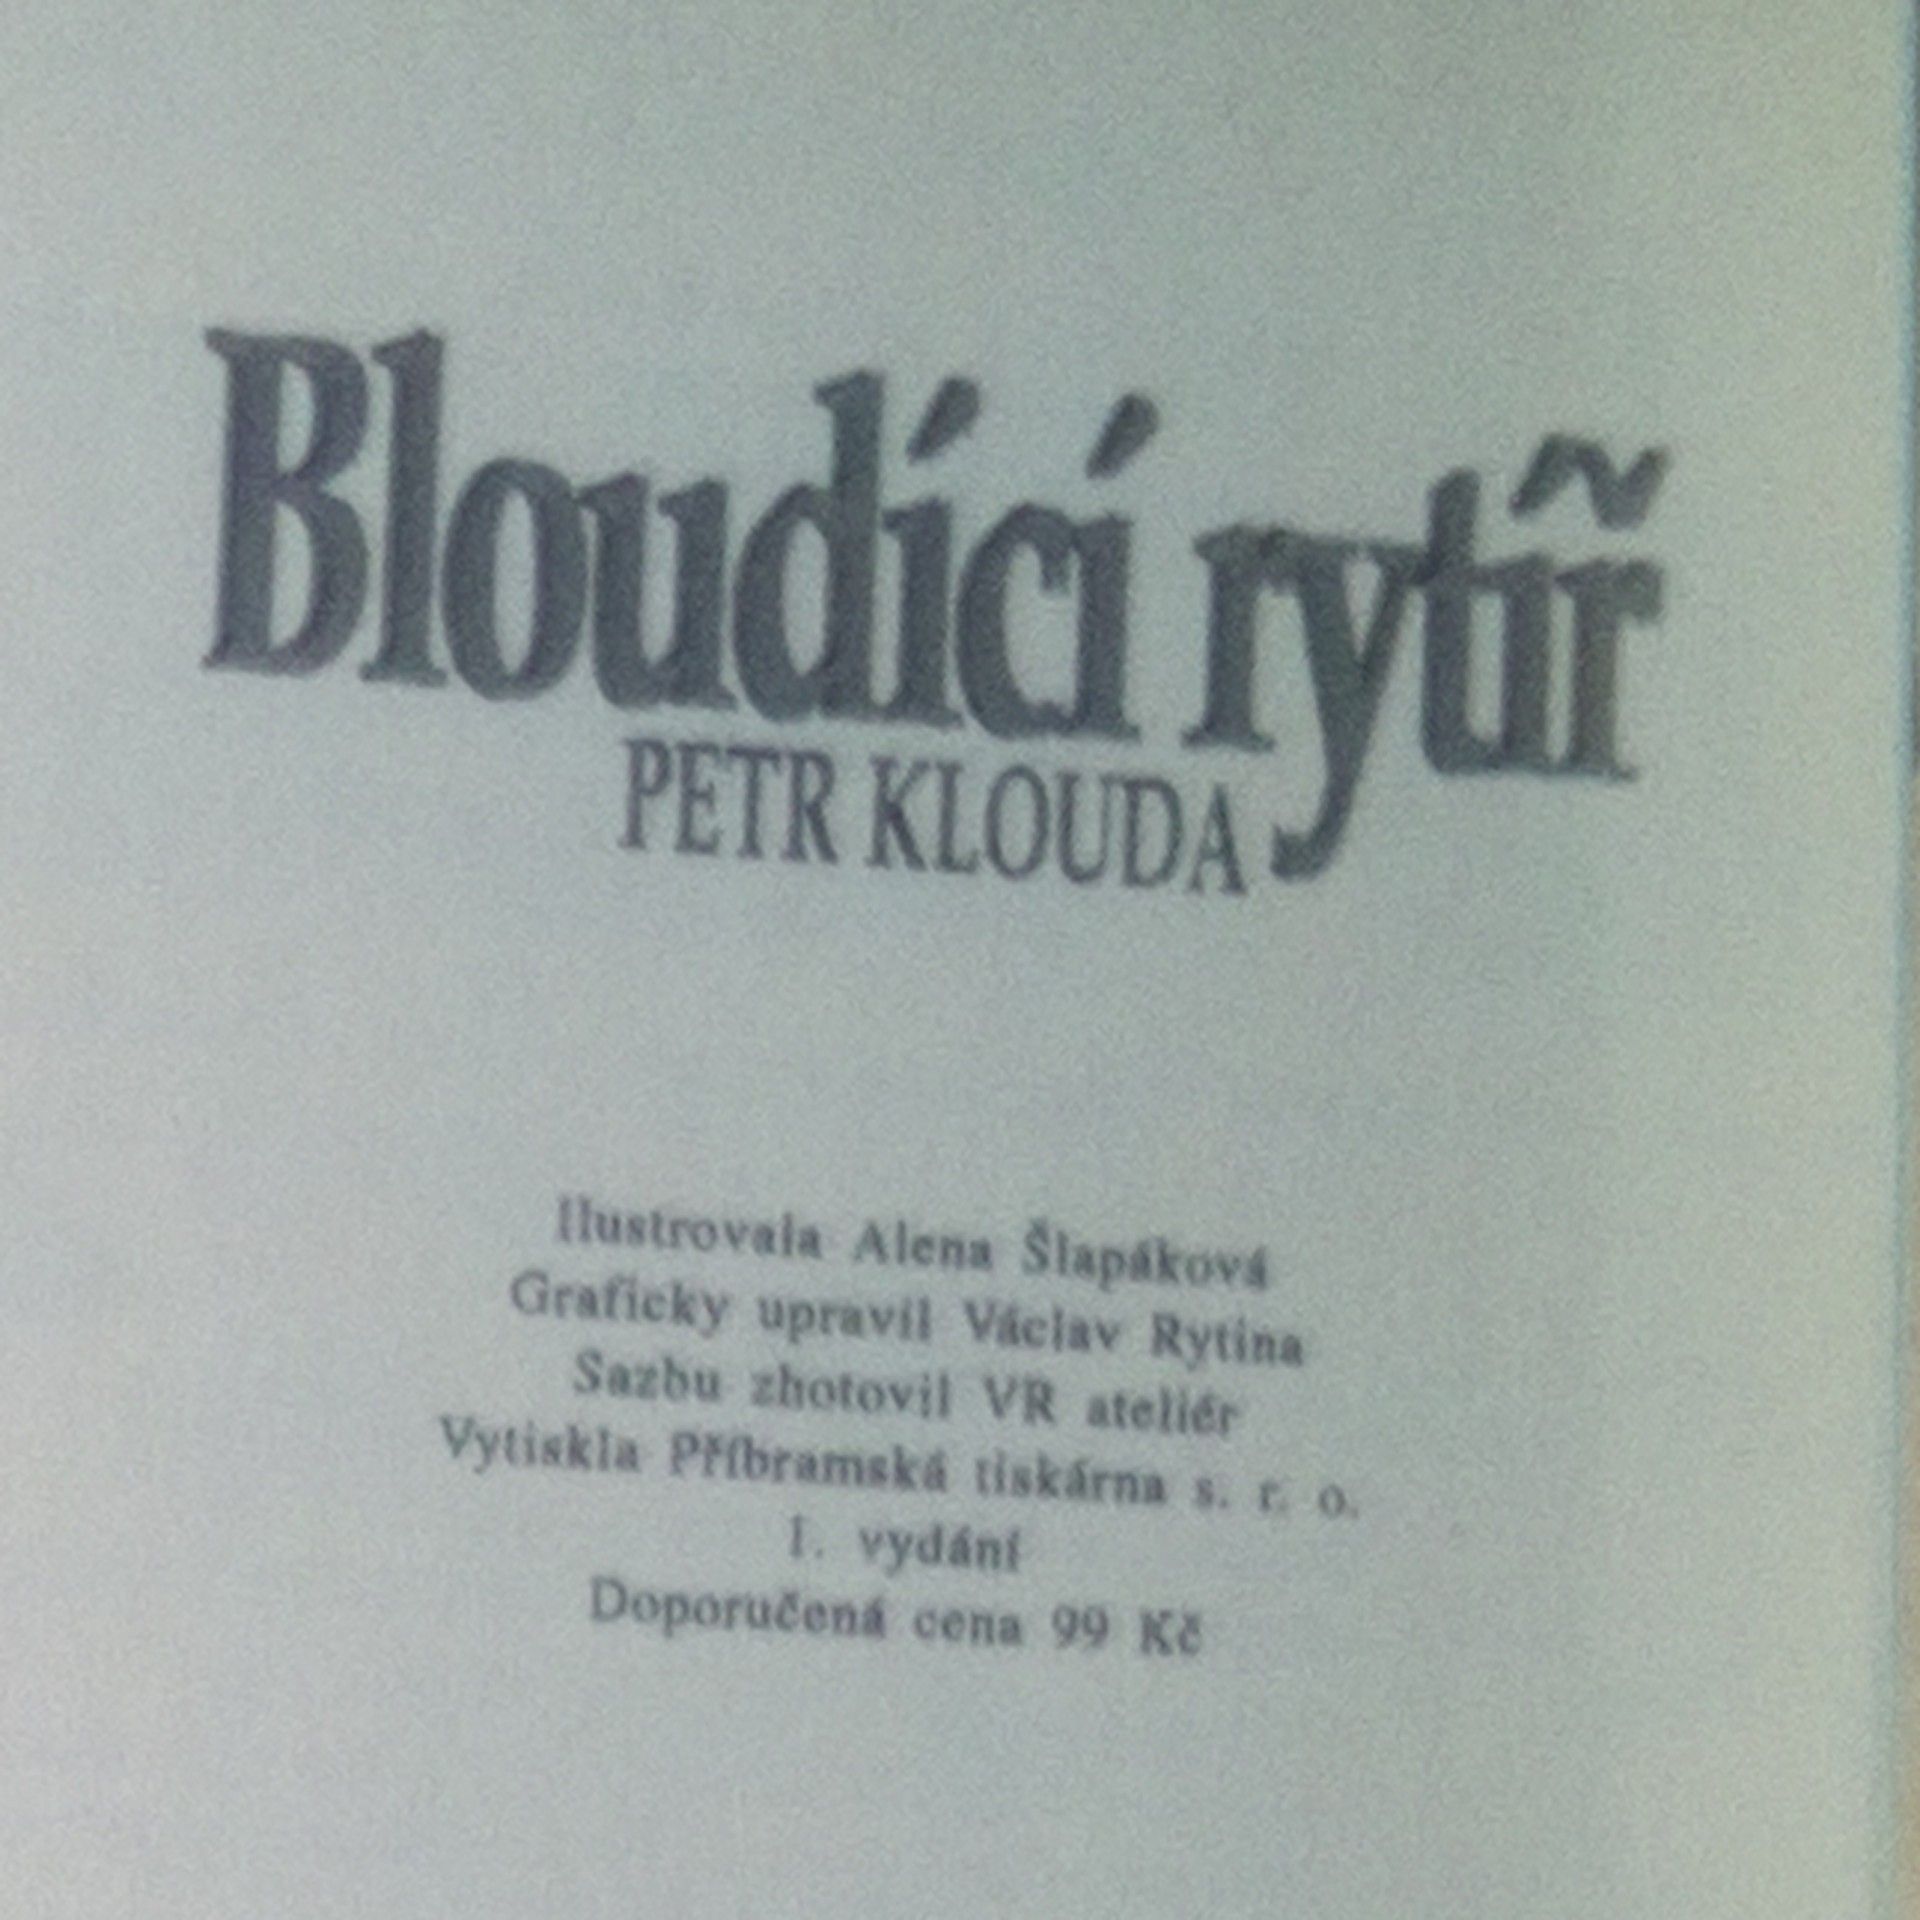 Bloudící rytíř
PETR KLOUDA
Ilustrovala Alena Šlapáková
Graficky upravil Václav Rytina
Sazbu zhotovil VR ateliér
Vytiskla Příbramská tiskárna s. r. o.
I. vydání
Doporučená cena 99 Kč